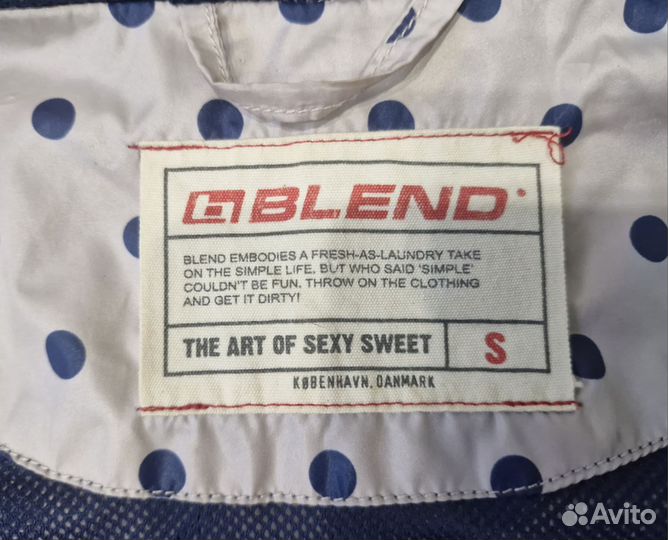 BLEND
BLEND EMBODIES A FRESH-AS-LAUNDRY TAKE
ON THE SIMPLE LIFE. BUT WHO SAID 'SIMPLE'
COULDN'T BE FUN. THROW ON THE CLOTHING
AND GET IT DIRTY!
THE ART OF SEXY SWEET
S
KØBENHAVN, DANMARK
Avito